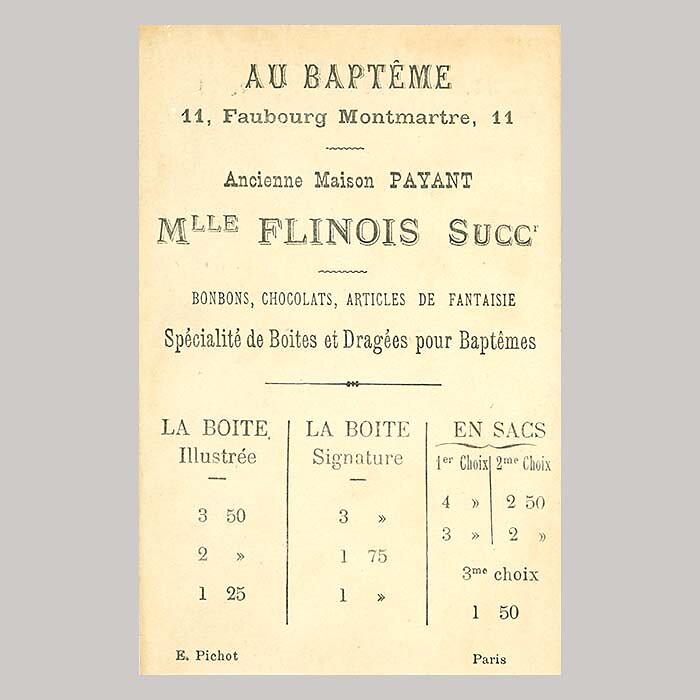 AU BAPTÊME
11, Faubourg Montmartre, 11
Ancienne Maison PAYANT
MLLE FLINOIS SUCCr
BONBONS, CHOCOLATS, ARTICLES DE FANTAISIE
Spécialité de Boites et Dragées pour Baptêmes
LA BOITE
Illustrée
3 50
2 »
1 25
LA BOITE
Signature
3 »
1 75
1 »
EN SACS
1er Choix 2me Choix
4 » 2 50
3 » 2 »
3me choix
1 50
E. Pichot Paris